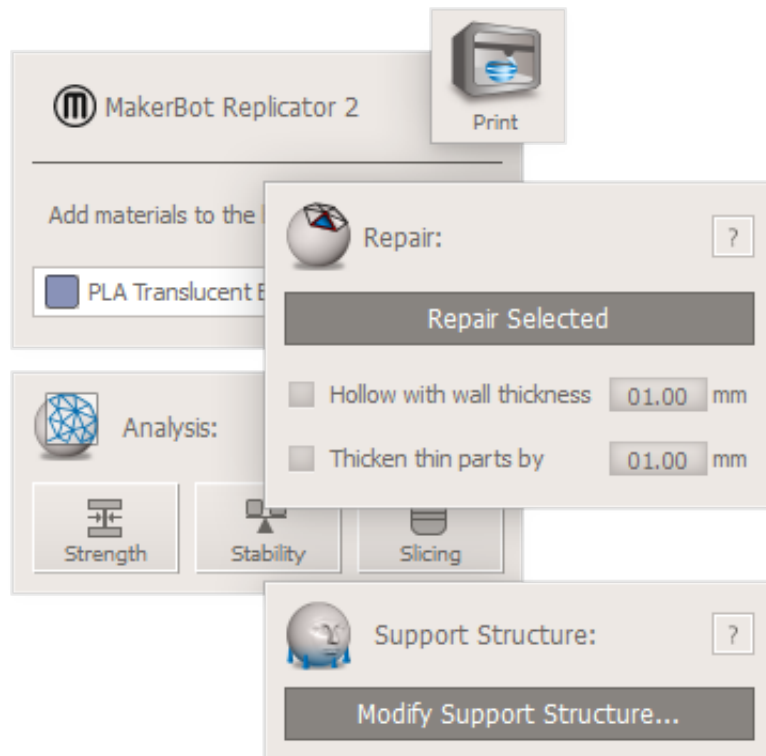 MakerBot Replicator 2
Print
Add materials to the
PLA Translucent
Repair:
?
Repair Selected
Hollow with wall thickness 01.00 mm
Thicken thin parts by 01.00 mm
Analysis:
Strength
Stability
Slicing
Support Structure:
?
Modify Support Structure...